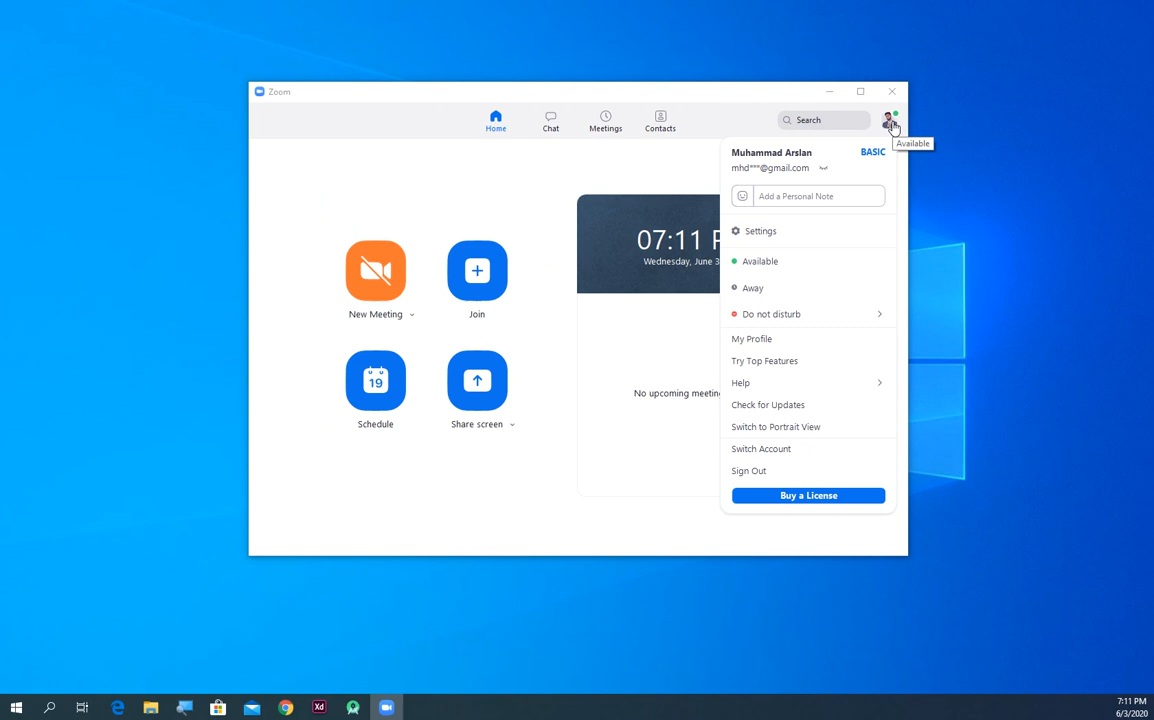 Zoom
Home
Chat
Meetings
Contacts
Search
Available
Muhammad Arslan
BASIC
mhd***@gmail.com
Add a Personal Note
Settings
Available
Away
Do not disturb
My Profile
Try Top Features
Help
Check for Updates
Switch to Portrait View
Switch Account
Sign Out
Buy a License
07:11 P
Wednesday, June 3
No upcoming meeting
New Meeting
Join
19
Schedule
Share screen
Xd
7:11 PM
6/3/2020